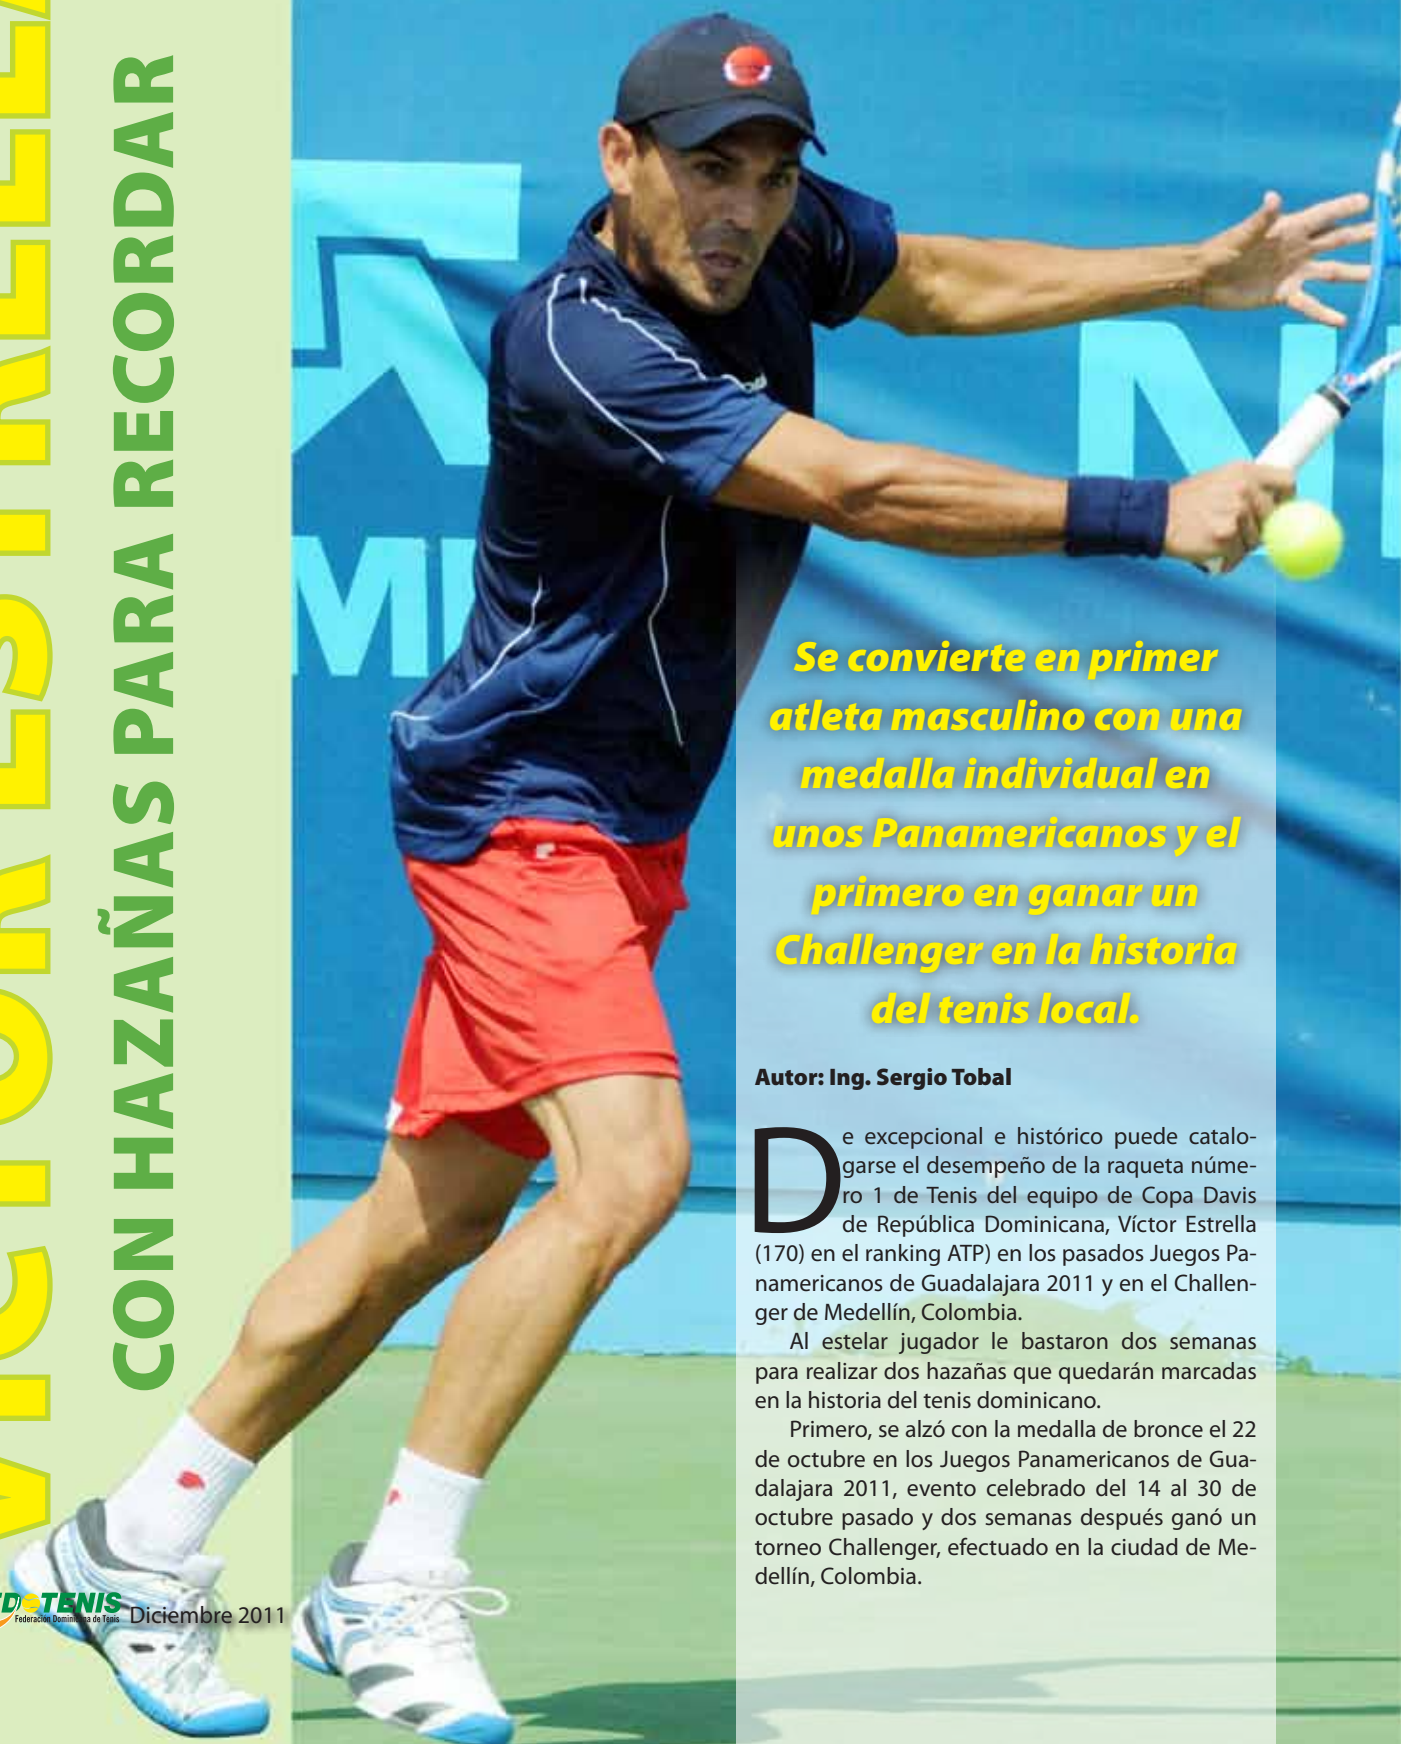 VÍCTOR ESTRELLA
CON HAZAÑAS PARA RECORDAR
Se convierte en primer
atleta masculino con una
medalla individual en
unos Panamericanos y el
primero en ganar un
Challenger en la historia
del tenis local.
Autor: Ing. Sergio Tobal
De excepcional e histórico puede catalo-
garse el desempeño de la raqueta núme-
ro 1 de Tenis del equipo de Copa Davis
de República Dominicana, Víctor Estrella
(170) en el ranking ATP) en los pasados Juegos Pa-
namericanos de Guadalajara 2011 y en el Challen-
ger de Medellín, Colombia.
Al estelar jugador le bastaron dos semanas
para realizar dos hazañas que quedarán marcadas
en la historia del tenis dominicano.
Primero, se alzó con la medalla de bronce el 22
de octubre en los Juegos Panamericanos de Gua-
dalajara 2011, evento celebrado del 14 al 30 de
octubre pasado y dos semanas después ganó un
torneo Challenger, efectuado en la ciudad de Me-
dellín, Colombia.
TENIS
Federación Dominicana de Tenis
Diciembre 2011